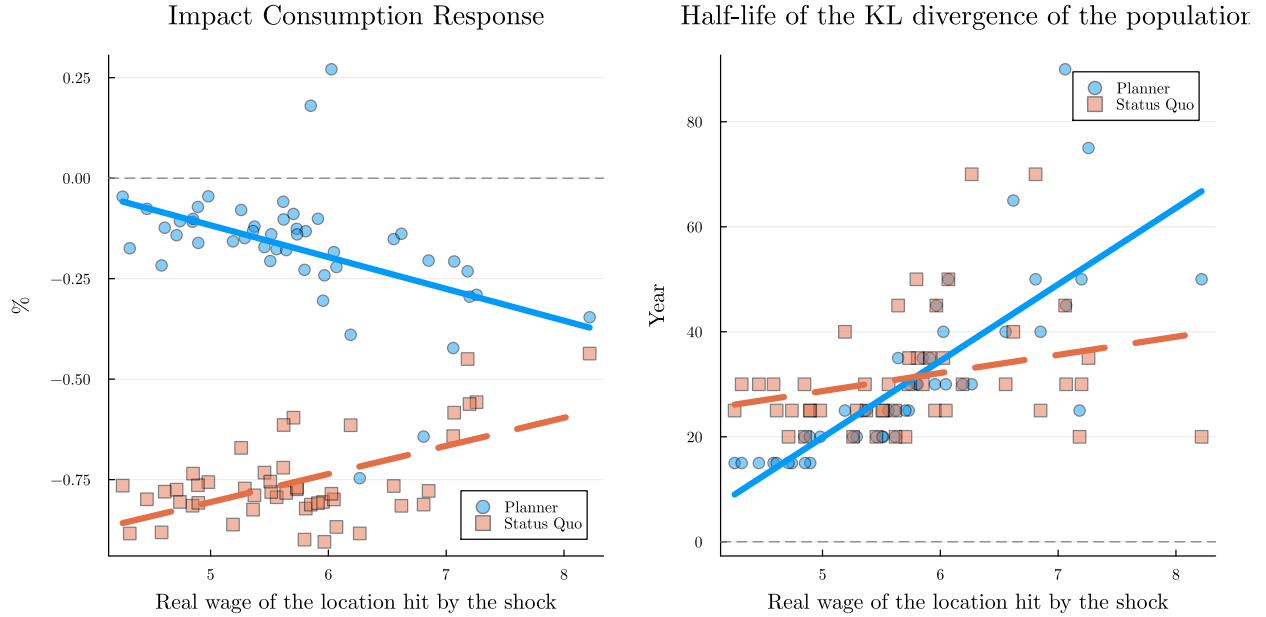 Impact Consumption Response
%
0.25
0.00
−0.25
−0.50
−0.75
Planner
Status Quo
5 6 7 8
Real wage of the location hit by the shock
Half-life of the KL divergence of the population
Year
80
60
40
20
0
Planner
Status Quo
5 6 7 8
Real wage of the location hit by the shock